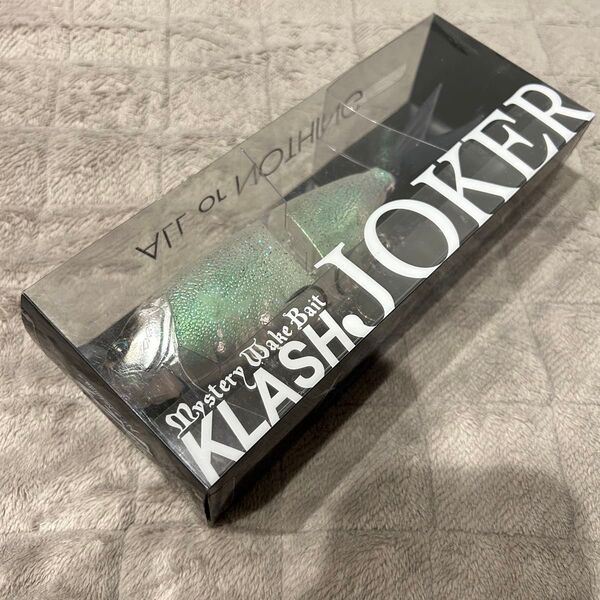 ALL or NOTHING
Mystery Wake Bait
KLASH JOKER